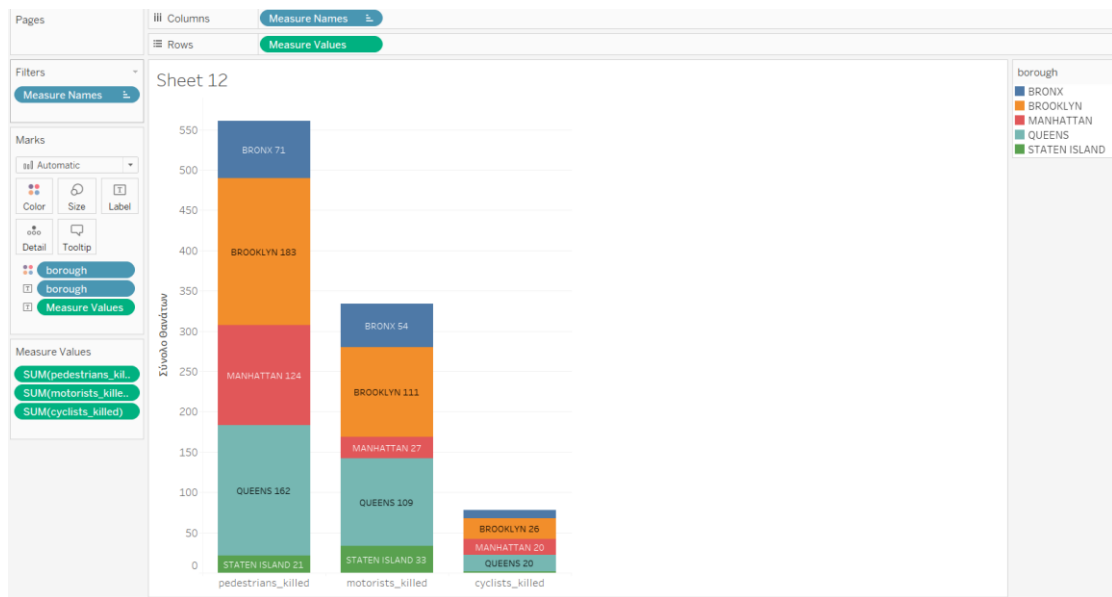 Pages
Columns
Measure Names
Rows
Measure Values
Filters
Measure Names
Marks
Automatic
Color
Size
Label
Detail
Tooltip
borough
borough
Measure Values
Measure Values
SUM(pedestrians_kil..
SUM(motorists_kille..
SUM(cyclists_killed)
Sheet 12
Σύνολο Θανάτων
550
500
450
400
350
300
250
200
150
100
50
0
BRONX 71
BROOKLYN 183
MANHATTAN 124
QUEENS 162
STATEN ISLAND 21
BRONX 54
BROOKLYN 111
MANHATTAN 27
QUEENS 109
STATEN ISLAND 33
BROOKLYN 26
MANHATTAN 20
QUEENS 20
pedestrians_killed
motorists_killed
cyclists_killed
borough
BRONX
BROOKLYN
MANHATTAN
QUEENS
STATEN ISLAND